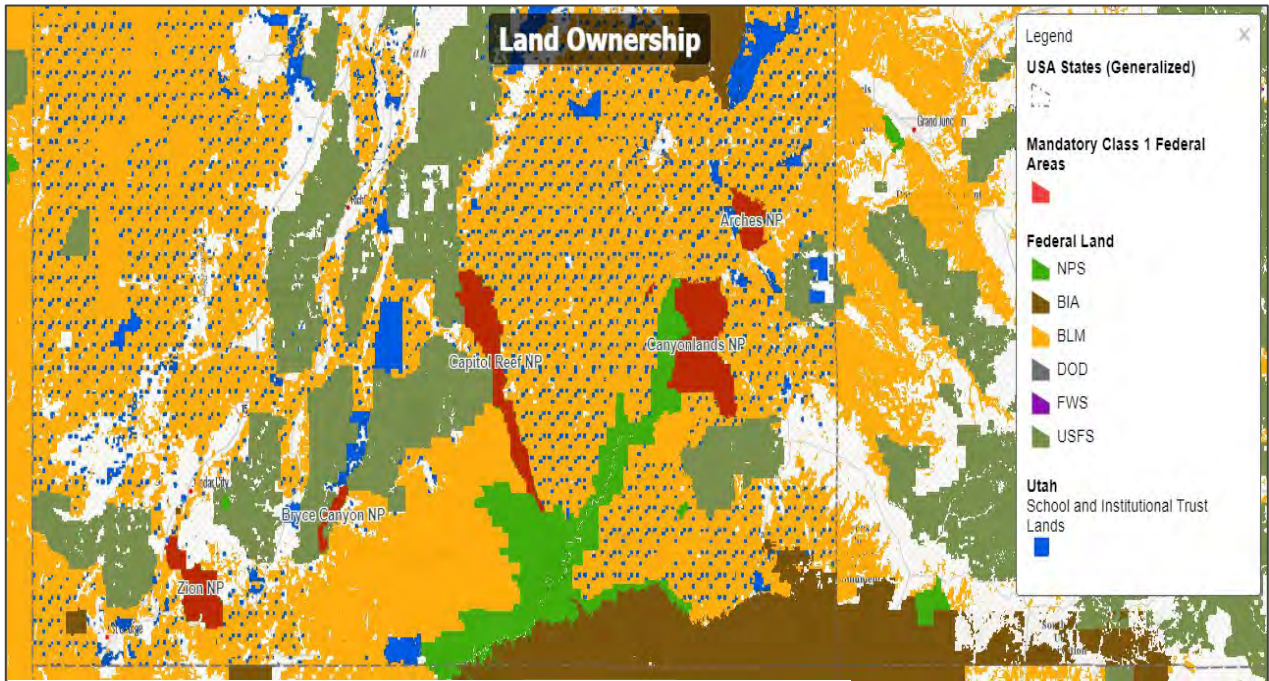 Land Ownership
Legend
X
USA States (Generalized)
Mandatory Class 1 Federal
Areas
Federal Land
NPS
BIA
BLM
DOD
FWS
USFS
Utah
School and Institutional Trust
Lands
Grand Junction
Arches NP
Canyonlands NP
Capitol Reef NP
Bryce Canyon NP
Zion NP
dar City